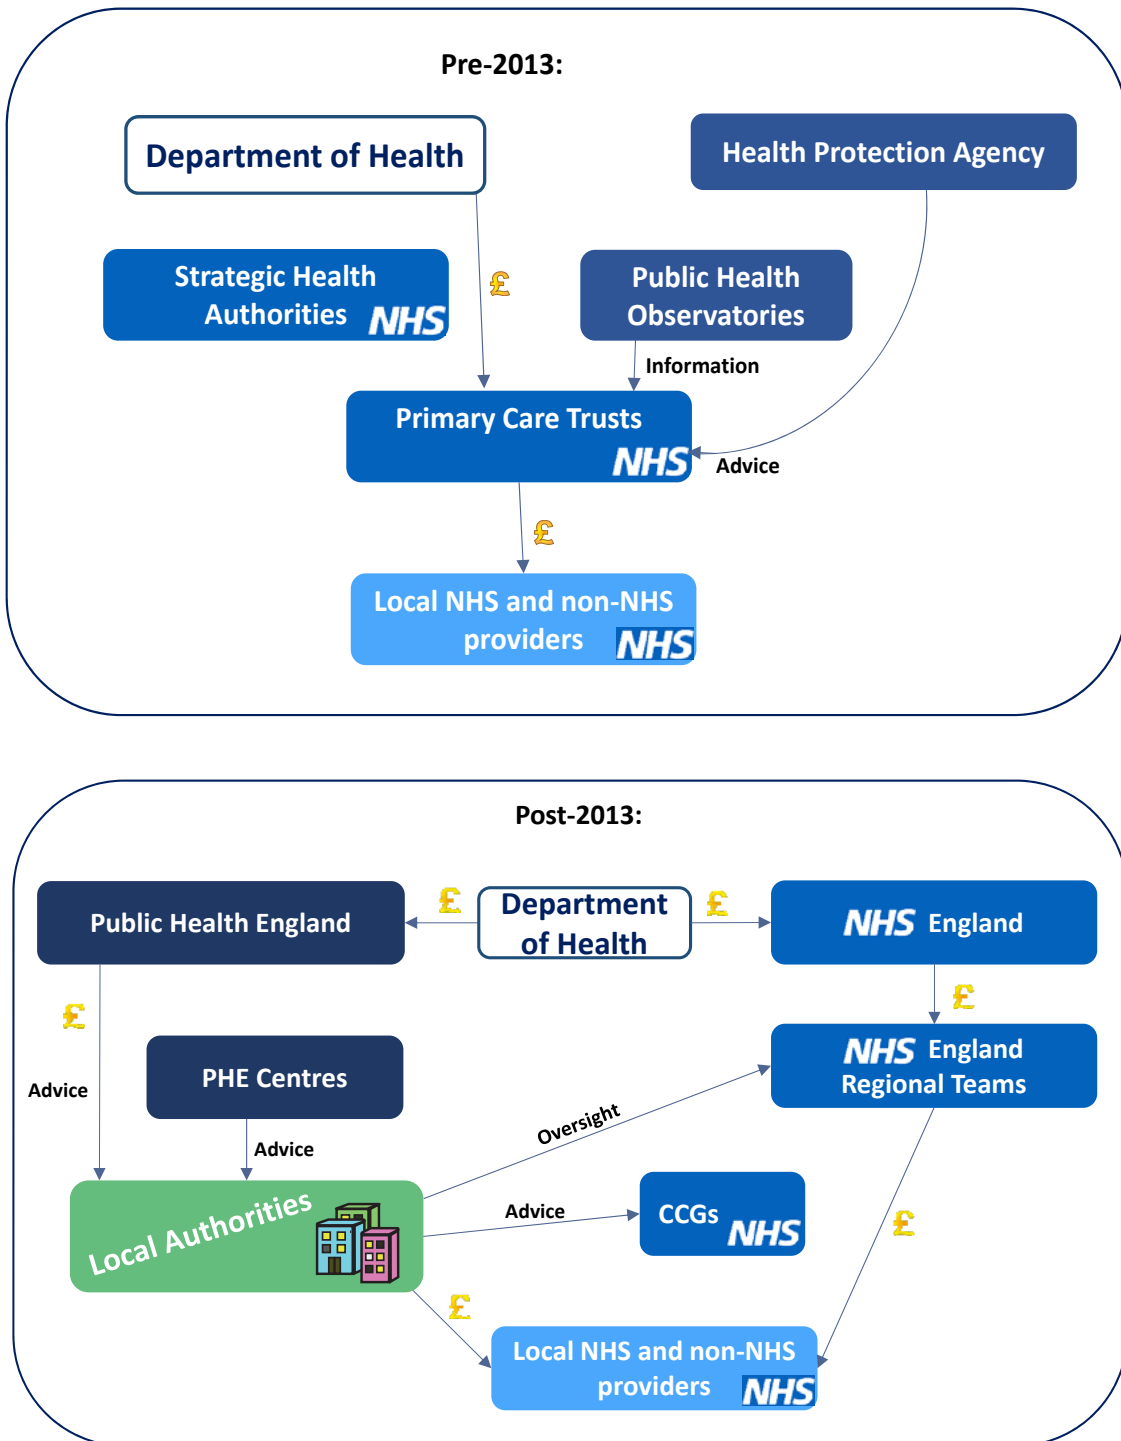 Pre-2013:
Department of Health
Health Protection Agency
Strategic Health
Authorities NHS
£
Public Health
Observatories
Information
Primary Care Trusts
NHS
Advice
£
Local NHS and non-NHS
providers NHS
Post-2013:
Public Health England
£
Department
of Health
£
NHS England
£
£
NHS England
Regional Teams
PHE Centres
Advice
Advice
Oversight
Local Authorities
Advice
CCGs NHS
£
£
Local NHS and non-NHS
providers NHS